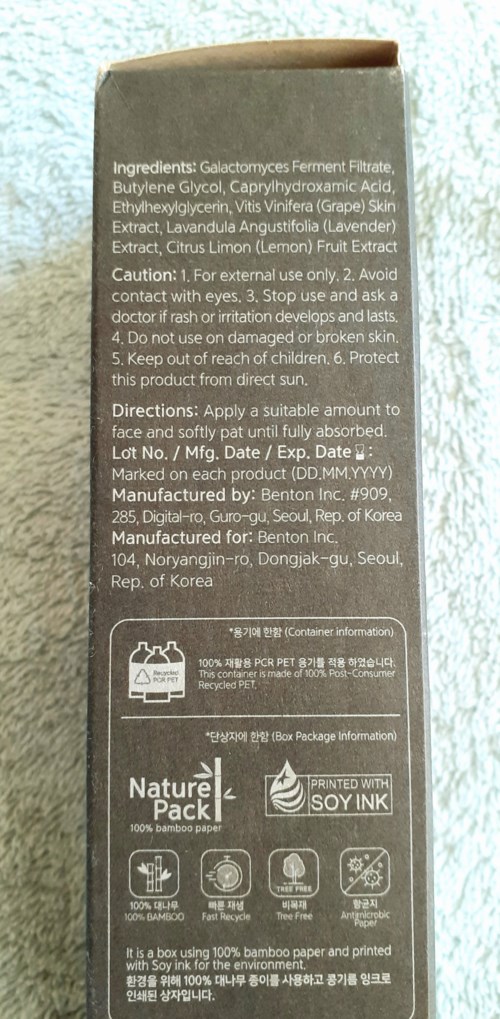 Ingredients: Galactomyces Ferment Filtrate,
Butylene Glycol, Caprylhydroxamic Acid,
Ethylhexylglycerin, Vitis Vinifera (Grape) Skin
Extract, Lavandula Angustifolia (Lavender)
Extract, Citrus Limon (Lemon) Fruit Extract
Caution: 1. For external use only. 2. Avoid
contact with eyes. 3. Stop use and ask a
doctor if rash or irritation develops and lasts.
4. Do not use on damaged or broken skin.
5. Keep out of reach of children. 6. Protect
this product from direct sun.
Directions: Apply a suitable amount to
face and softly pat until fully absorbed.
Lot No. / Mfg. Date / Exp. Date :
Marked on each product (DD.MM.YYYY)
Manufactured by: Benton Inc. #909,
285, Digital-ro, Guro-gu, Seoul, Rep. of Korea
Manufactured for: Benton Inc.
104, Noryangjin-ro, Dongjak-gu, Seoul,
Rep. of Korea
*용기에 한함 (Container information)
Recycled
PCR PET
100% 재활용 PCR PET 용기를 적용 하였습니다.
This container is made of 100% Post-Consumer
Recycled PET.
*단상자에 한함 (Box Package Information)
Nature
Pack
100% bamboo paper
PRINTED WITH
SOY INK
TREE FREE
100% 대나무
100% BAMBOO
빠른 재생
Fast Recycle
비목재
Tree Free
항균지
Antimicrobic
Paper
It is a box using 100% bamboo paper and printed
with Soy ink for the environment.
환경을 위해 100% 대나무 종이를 사용하고 콩기름 잉크로
인쇄된 상자입니다.